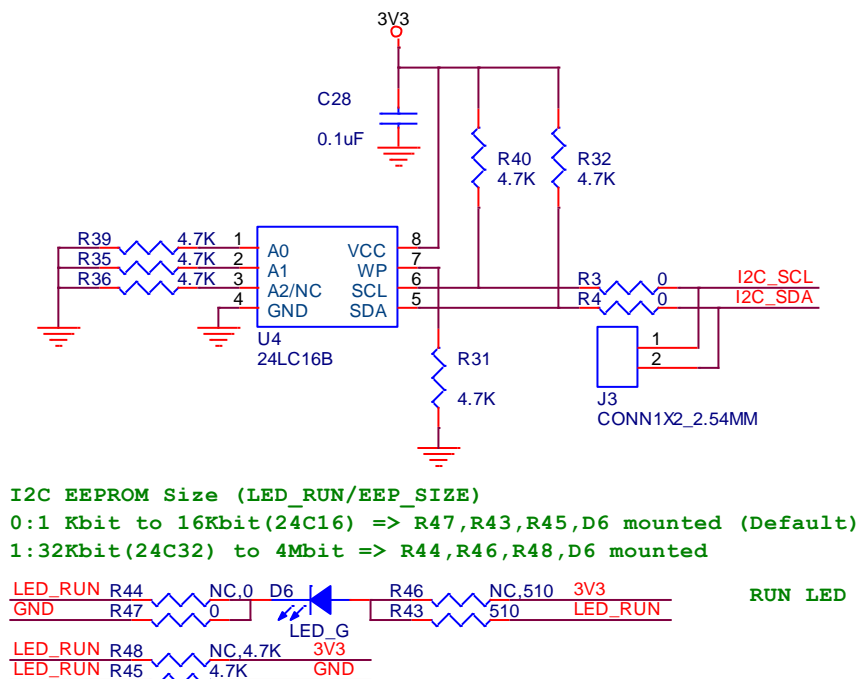 3V3
C28
0.1uF
R40
4.7K
R32
4.7K
R39 4.7K 1 A0 VCC 8
R35 4.7K 2 A1 WP 7
R36 4.7K 3 A2/NC SCL 6 R3 0 I2C_SCL
4 GND SDA 5 R4 0 I2C_SDA
U4
24LC16B
R31
4.7K
1
2
J3
CONN1X2_2.54MM
I2C EEPROM Size (LED_RUN/EEP_SIZE)
0:1 Kbit to 16Kbit(24C16) => R47,R43,R45,D6 mounted (Default)
1:32Kbit(24C32) to 4Mbit => R44,R46,R48,D6 mounted
LED_RUN R44 NC,0 D6 R46 NC,510 3V3 RUN LED
GND R47 0 R43 510 LED_RUN
LED_G
LED_RUN R48 NC,4.7K 3V3
LED_RUN R45 4.7K GND